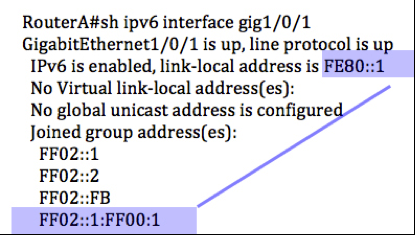 RouterA#sh ipv6 interface gig1/0/1
GigabitEthernet1/0/1 is up, line protocol is up
IPv6 is enabled, link-local address is FE80::1
No Virtual link-local address(es):
No global unicast address is configured
Joined group address(es):
FF02::1
FF02::2
FF02::FB
FF02::1:FF00:1